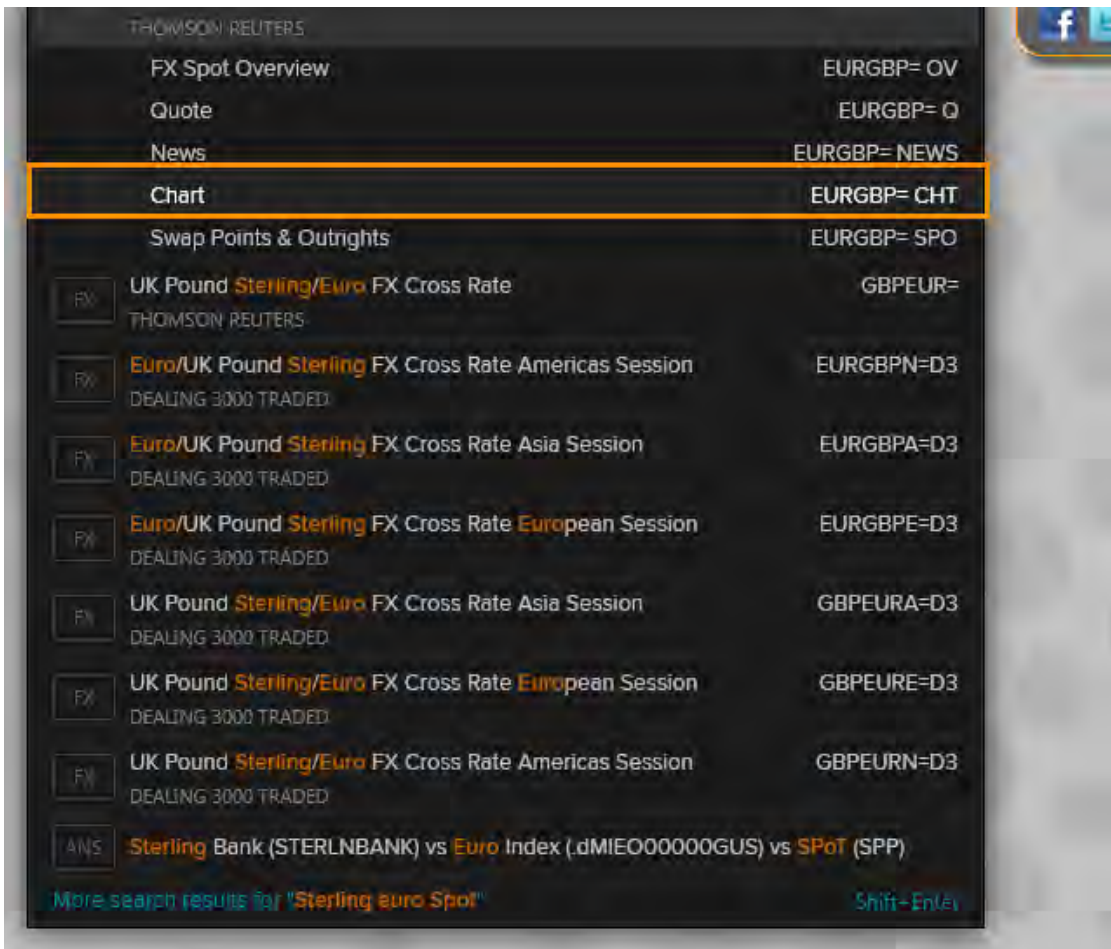 THOMSON REUTERS
FX Spot Overview EURGBP= OV
Quote EURGBP= Q
News EURGBP= NEWS
Chart EURGBP= CHT
Swap Points & Outrights EURGBP= SPO
FX UK Pound Sterling/Euro FX Cross Rate GBPEUR=
THOMSON REUTERS
FX Euro/UK Pound Sterling FX Cross Rate Americas Session EURGBPN=D3
DEALING 3000 TRADED
FX Euro/UK Pound Sterling FX Cross Rate Asia Session EURGBPA=D3
DEALING 3000 TRADED
FX Euro/UK Pound Sterling FX Cross Rate European Session EURGBPE=D3
DEALING 3000 TRADED
FX UK Pound Sterling/Euro FX Cross Rate Asia Session GBPEURA=D3
DEALING 3000 TRADED
FX UK Pound Sterling/Euro FX Cross Rate European Session GBPEURE=D3
DEALING 3000 TRADED
FX UK Pound Sterling/Euro FX Cross Rate Americas Session GBPEURN=D3
DEALING 3000 TRADED
ANS Sterling Bank (STERLNBANK) vs Euro Index (.dMIEO00000GUS) vs SPoT (SPP)
More search results for "Sterling euro Spot" Shift+Enter
f